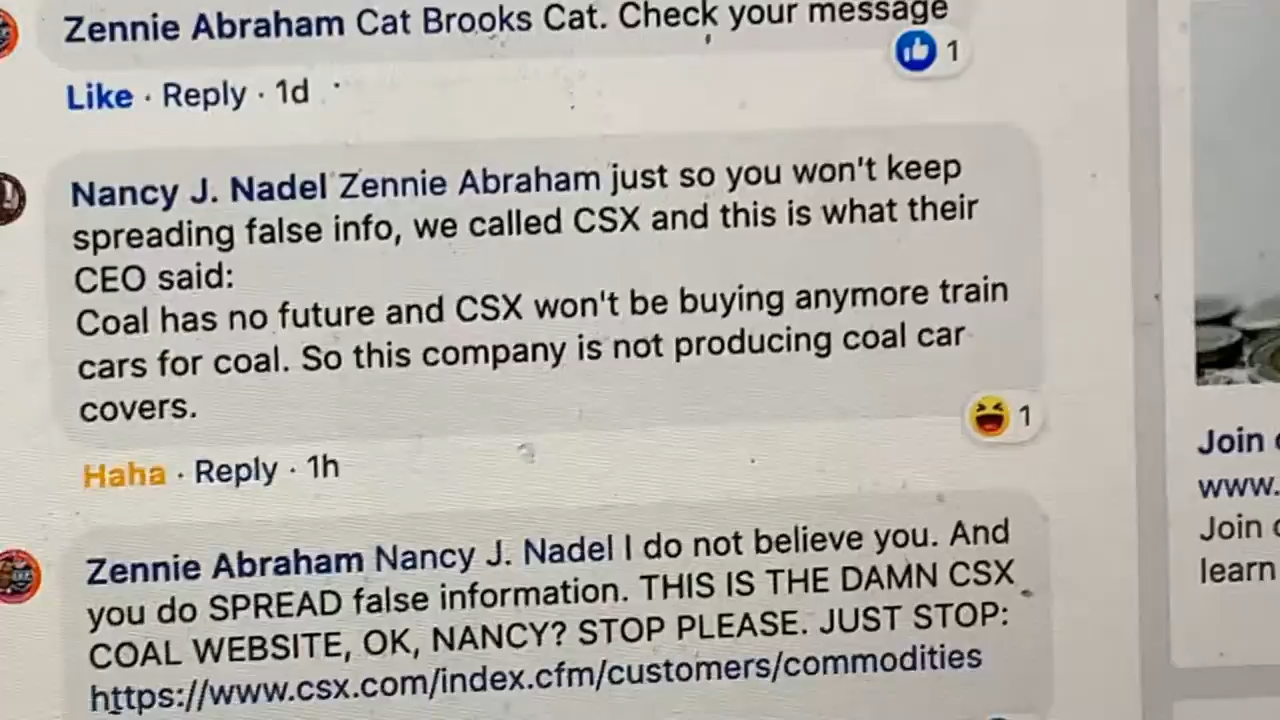 Zennie Abraham Cat Brooks Cat. Check your message
1
Like · Reply · 1d
Nancy J. Nadel Zennie Abraham just so you won't keep
spreading false info, we called CSX and this is what their
CEO said:
Coal has no future and CSX won't be buying anymore train
cars for coal. So this company is not producing coal car
covers.
1
Haha · Reply · 1h
Zennie Abraham Nancy J. Nadel I do not believe you. And
you do SPREAD false information. THIS IS THE DAMN CSX
COAL WEBSITE, OK, NANCY? STOP PLEASE. JUST STOP:
https://www.csx.com/index.cfm/customers/commodities
Join
www.
Join
learn